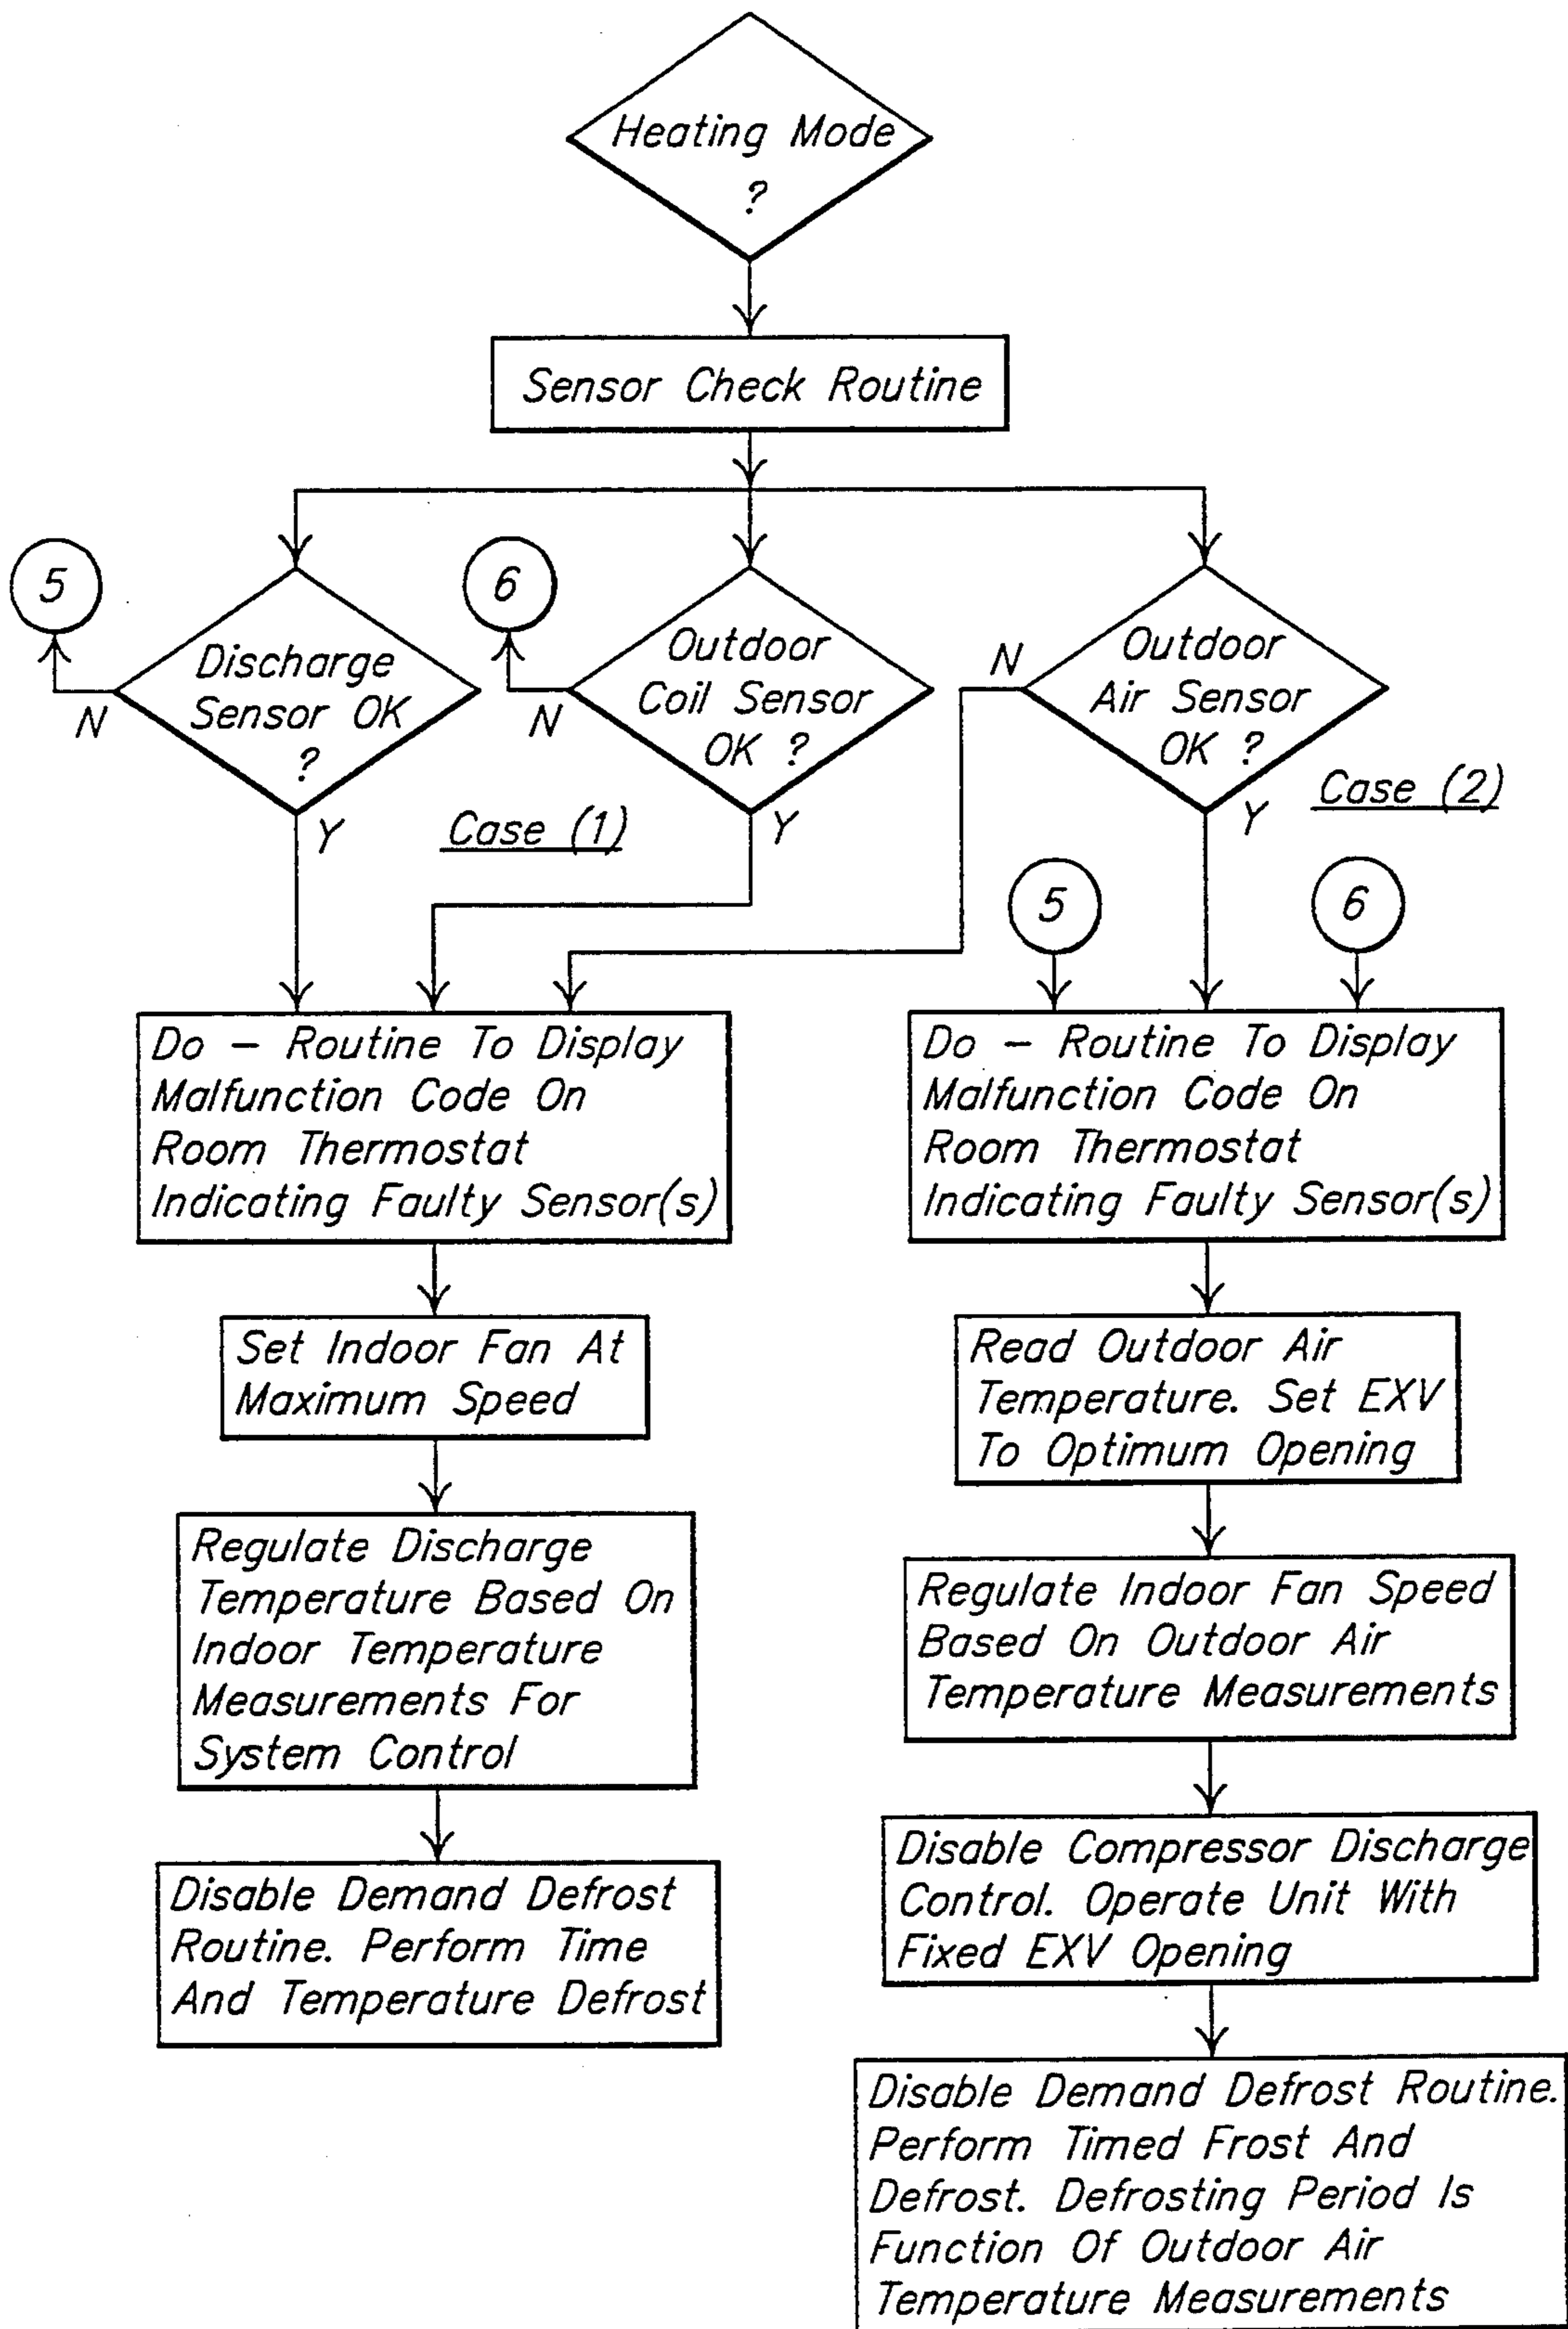 Heating Mode
?
Sensor Check Routine
5
6
Discharge
Sensor OK
?
N
Y
Outdoor
Coil Sensor
OK ?
N
Y
Outdoor
Air Sensor
OK ?
N
Y
Case (1)
Case (2)
5
6
Do - Routine To Display
Malfunction Code On
Room Thermostat
Indicating Faulty Sensor(s)
Set Indoor Fan At
Maximum Speed
Regulate Discharge
Temperature Based On
Indoor Temperature
Measurements For
System Control
Disable Demand Defrost
Routine. Perform Time
And Temperature Defrost
Do - Routine To Display
Malfunction Code On
Room Thermostat
Indicating Faulty Sensor(s)
Read Outdoor Air
Temperature. Set EXV
To Optimum Opening
Regulate Indoor Fan Speed
Based On Outdoor Air
Temperature Measurements
Disable Compressor Discharge
Control. Operate Unit With
Fixed EXV Opening
Disable Demand Defrost Routine.
Perform Timed Frost And
Defrost. Defrosting Period Is
Function Of Outdoor Air
Temperature Measurements